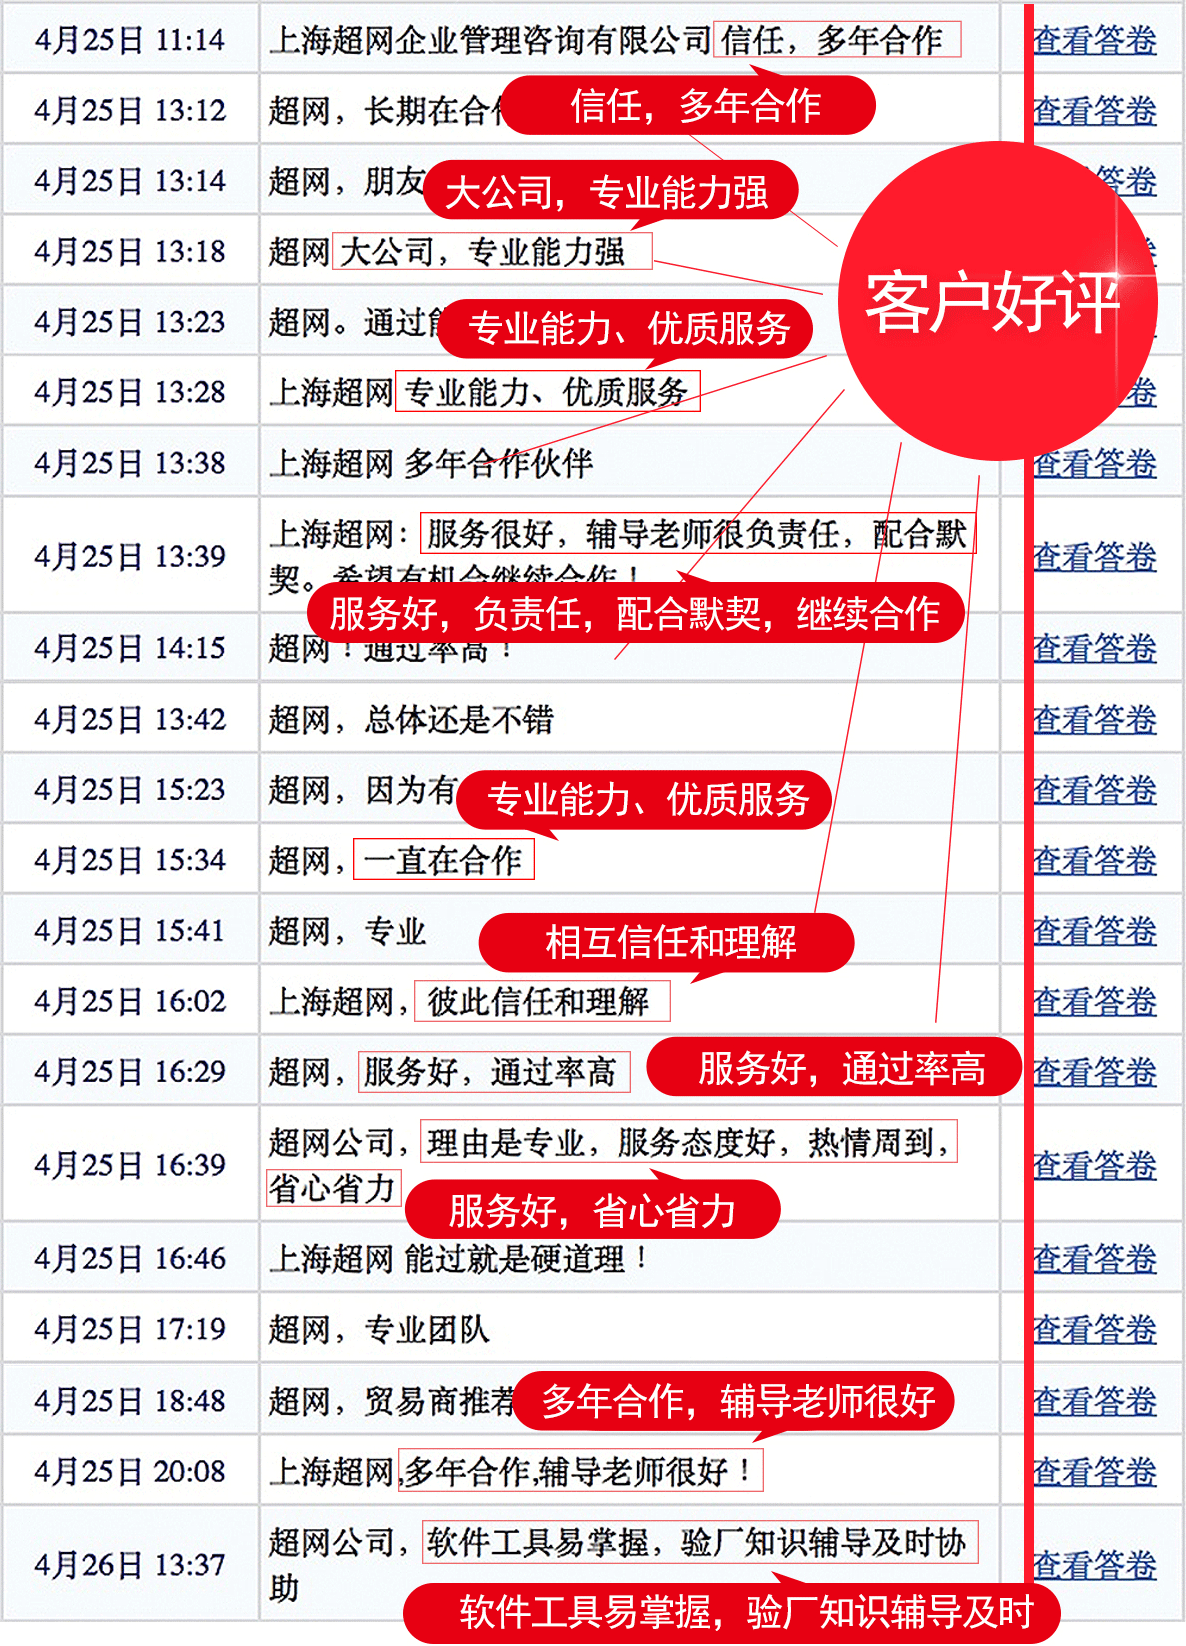 4月25日 11:14 上海超网企业管理咨询有限公司信任，多年合作 查看答卷
信任，多年合作
4月25日 13:12 超网，长期在合作 查看答卷
4月25日 13:14 超网，朋友 答卷
大公司，专业能力强
4月25日 13:18 超网大公司，专业能力强 卷
客户好评
4月25日 13:23 超网。通过能
专业能力、优质服务
4月25日 13:28 上海超网专业能力、优质服务 卷
4月25日 13:38 上海超网 多年合作伙伴 查看答卷
4月25日 13:39 上海超网：服务很好，辅导老师很负责任，配合默 查看答卷
契。希望有机会继续合作！
服务好，负责任，配合默契，继续合作
4月25日 14:15 超网！通过率高！ 查看答卷
4月25日 13:42 超网，总体还是不错 查看答卷
4月25日 15:23 超网，因为有 查看答卷
专业能力、优质服务
4月25日 15:34 超网，一直在合作 查看答卷
4月25日 15:41 超网，专业 查看答卷
相互信任和理解
4月25日 16:02 上海超网，彼此信任和理解 查看答卷
4月25日 16:29 超网，服务好，通过率高 查看答卷
服务好，通过率高
4月25日 16:39 超网公司，理由是专业，服务态度好，热情周到， 查看答卷
省心省力
服务好，省心省力
4月25日 16:46 上海超网 能过就是硬道理！ 查看答卷
4月25日 17:19 超网，专业团队 查看答卷
4月25日 18:48 超网，贸易商推荐 查看答卷
多年合作，辅导老师很好
4月25日 20:08 上海超网,多年合作,辅导老师很好！ 查看答卷
4月26日 13:37 超网公司，软件工具易掌握，验厂知识辅导及时协 查看答卷
助
软件工具易掌握，验厂知识辅导及时